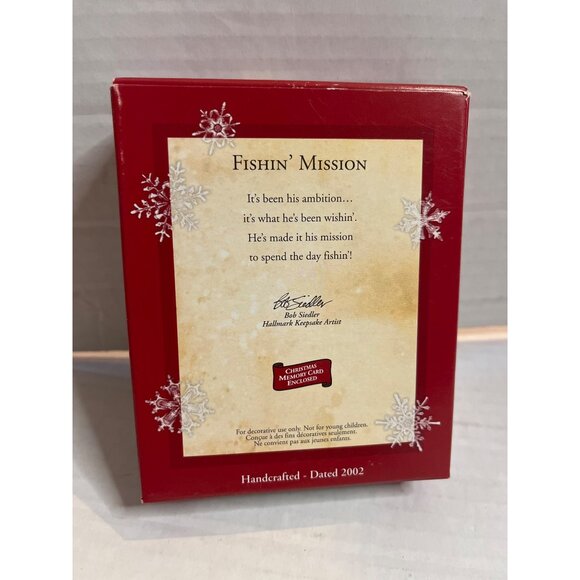 FISHIN' MISSION
It's been his ambition...
it's what he's been wishin'.
He's made it his mission
to spend the day fishin'!
Bob Siedler
Bob Siedler
Hallmark Keepsake Artist
CHRISTMAS
MEMORY CARD
ENCLOSED
For decorative use only. Not for young children.
Conçue à des fins décoratives seulement.
Ne convient pas aux jeunes enfants.
Handcrafted - Dated 2002